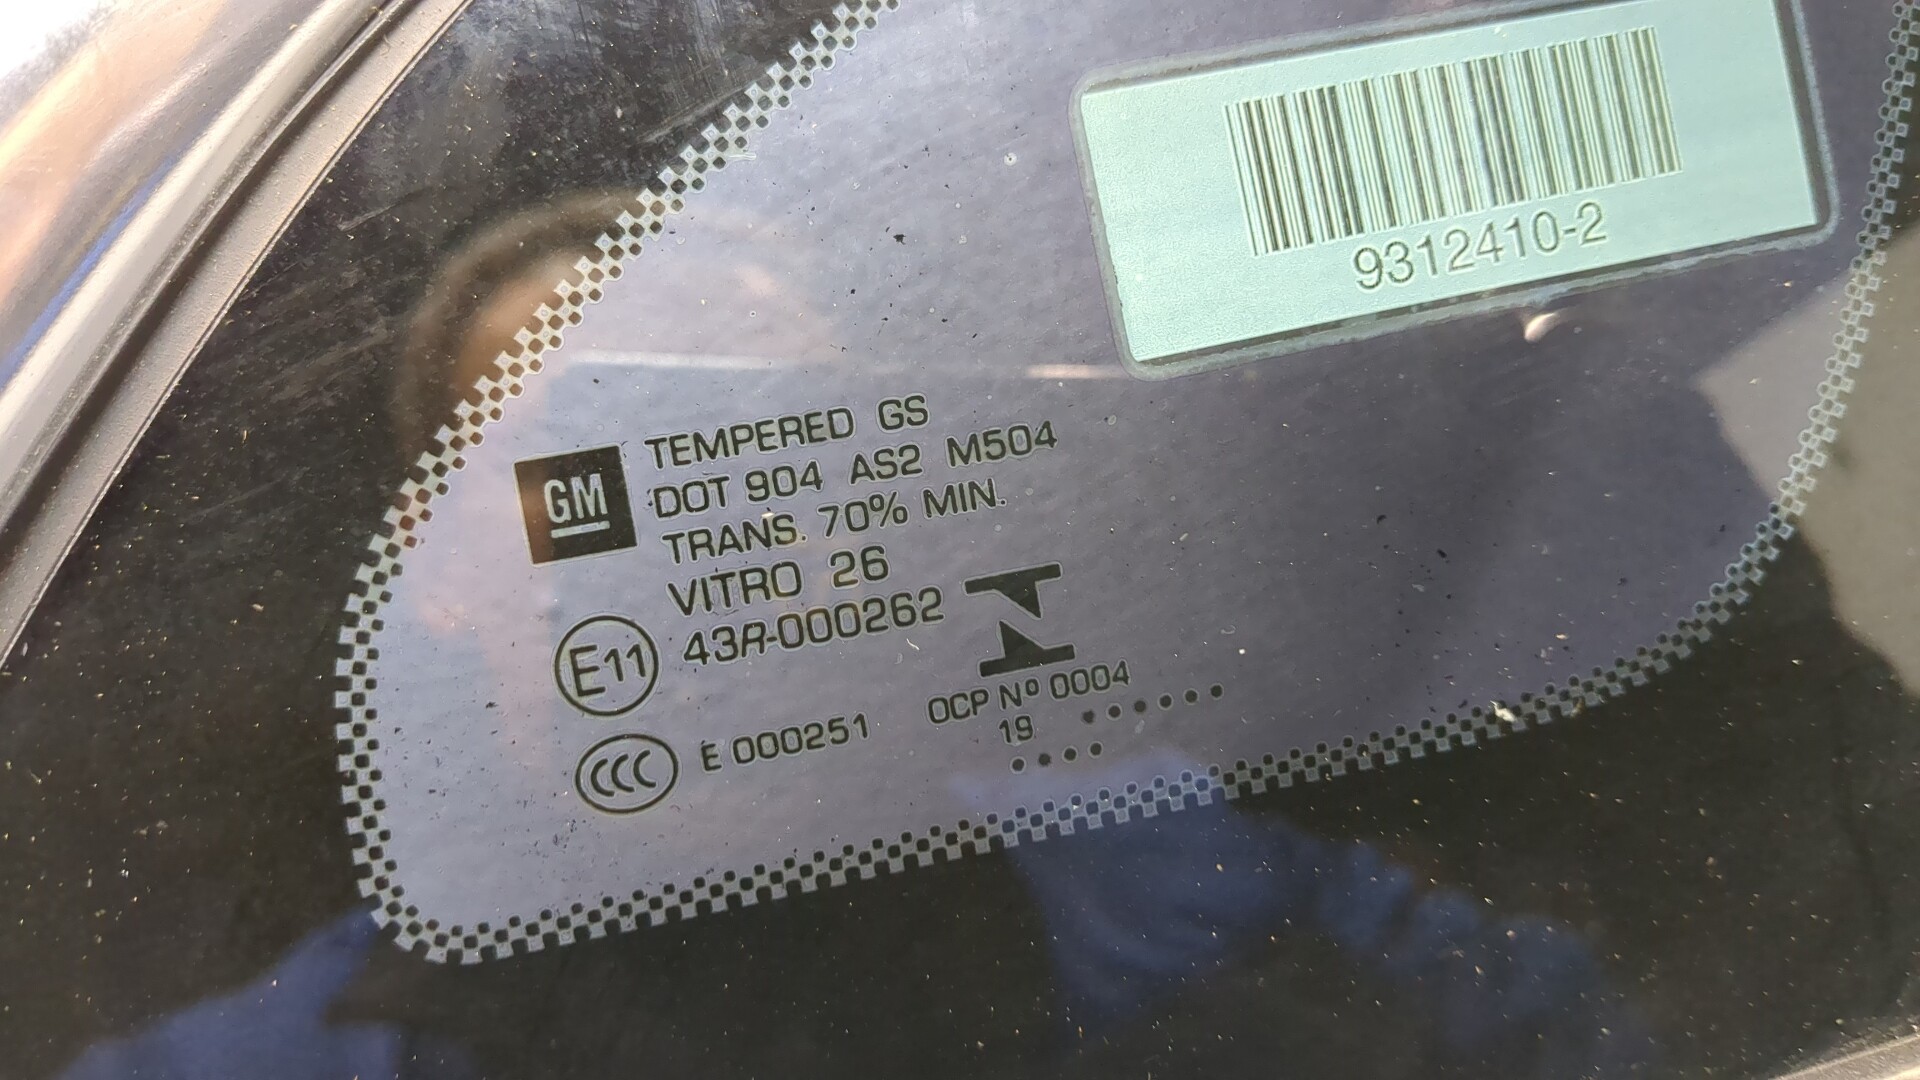 9312410-2
GM
TEMPERED GS
DOT 904 AS2 M504
TRANS. 70% MIN.
VITRO 26
E11 43R-000262
CCC E 000251
OCP Nº 0004
19